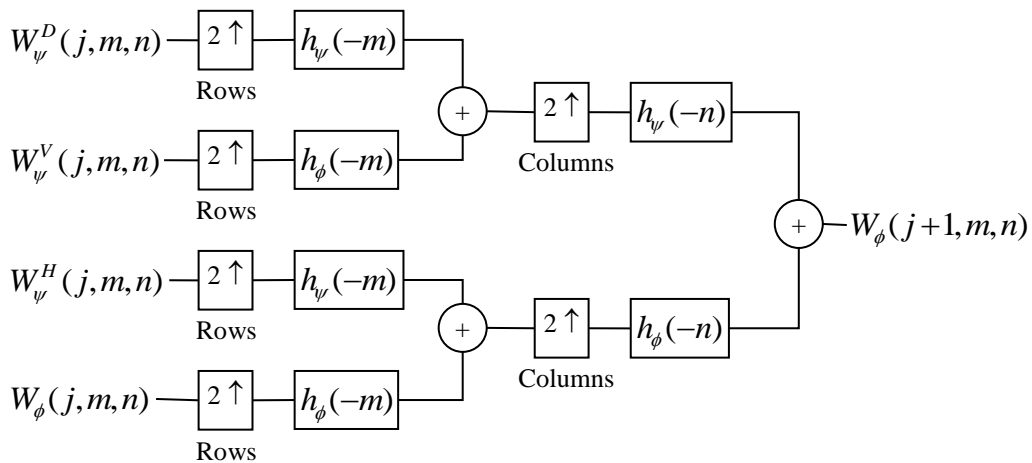 W_ψ^D(j,m,n) 2↑ h_ψ(−m)
Rows
+ 2↑ h_ψ(−n)
Columns
W_ψ^V(j,m,n) 2↑ h_ϕ(−m)
Rows
+ W_ϕ(j+1,m,n)
W_ψ^H(j,m,n) 2↑ h_ψ(−m)
Rows
+ 2↑ h_ϕ(−n)
Columns
W_ϕ(j,m,n) 2↑ h_ϕ(−m)
Rows